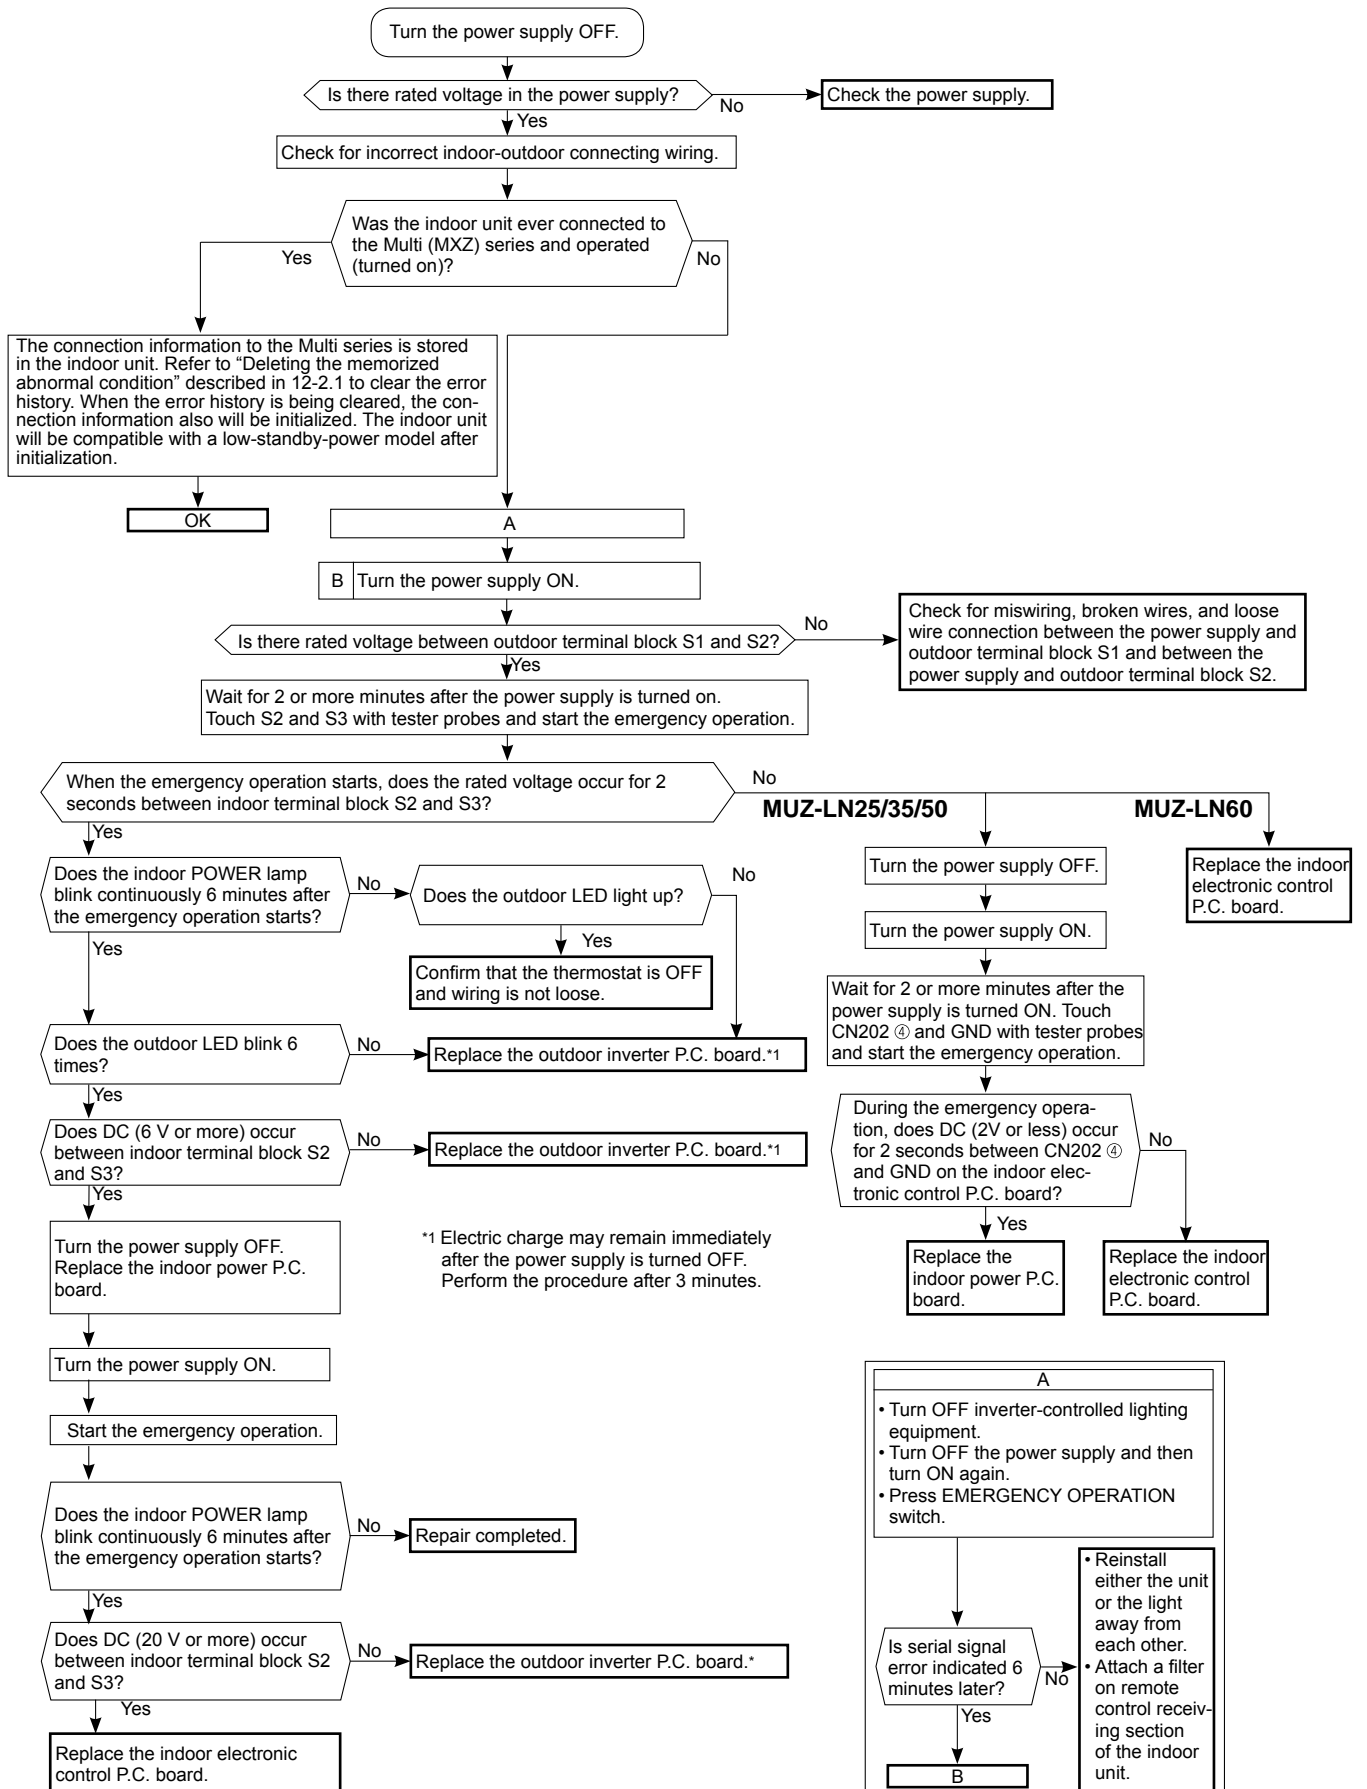 Turn the power supply OFF.
Is there rated voltage in the power supply?
No
Check the power supply.
Yes
Check for incorrect indoor-outdoor connecting wiring.
Was the indoor unit ever connected to
the Multi (MXZ) series and operated
(turned on)?
Yes
No
The connection information to the Multi series is stored
in the indoor unit. Refer to “Deleting the memorized
abnormal condition” described in 12-2.1 to clear the error
history. When the error history is being cleared, the con-
nection information also will be initialized. The indoor unit
will be compatible with a low-standby-power model after
initialization.
OK
A
B Turn the power supply ON.
Is there rated voltage between outdoor terminal block S1 and S2?
No
Check for miswiring, broken wires, and loose
wire connection between the power supply and
outdoor terminal block S1 and between the
power supply and outdoor terminal block S2.
Yes
Wait for 2 or more minutes after the power supply is turned on.
Touch S2 and S3 with tester probes and start the emergency operation.
When the emergency operation starts, does the rated voltage occur for 2
seconds between indoor terminal block S2 and S3?
No
MUZ-LN25/35/50
MUZ-LN60
Yes
Does the indoor POWER lamp
blink continuously 6 minutes after
the emergency operation starts?
No
Does the outdoor LED light up?
No
Yes
Confirm that the thermostat is OFF
and wiring is not loose.
Yes
Does the outdoor LED blink 6
times?
No
Replace the outdoor inverter P.C. board.*1
Yes
Does DC (6 V or more) occur
between indoor terminal block S2
and S3?
No
Replace the outdoor inverter P.C. board.*1
Yes
Turn the power supply OFF.
Replace the indoor power P.C.
board.
*1 Electric charge may remain immediately
after the power supply is turned OFF.
Perform the procedure after 3 minutes.
Turn the power supply ON.
Start the emergency operation.
Does the indoor POWER lamp
blink continuously 6 minutes after
the emergency operation starts?
No
Repair completed.
Yes
Does DC (20 V or more) occur
between indoor terminal block S2
and S3?
No
Replace the outdoor inverter P.C. board.*
Yes
Replace the indoor electronic
control P.C. board.
Turn the power supply OFF.
Turn the power supply ON.
Wait for 2 or more minutes after the
power supply is turned ON. Touch
CN202 ④ and GND with tester probes
and start the emergency operation.
During the emergency opera-
tion, does DC (2V or less) occur
for 2 seconds between CN202 ④
and GND on the indoor elec-
tronic control P.C. board?
No
Yes
Replace the
indoor power P.C.
board.
Replace the indoor
electronic control
P.C. board.
Replace the indoor
electronic control
P.C. board.
A
• Turn OFF inverter-controlled lighting
equipment.
• Turn OFF the power supply and then
turn ON again.
• Press EMERGENCY OPERATION
switch.
Is serial signal
error indicated 6
minutes later?
No
• Reinstall
either the unit
or the light
away from
each other.
• Attach a filter
on remote
control receiv-
ing section
of the indoor
unit.
Yes
B